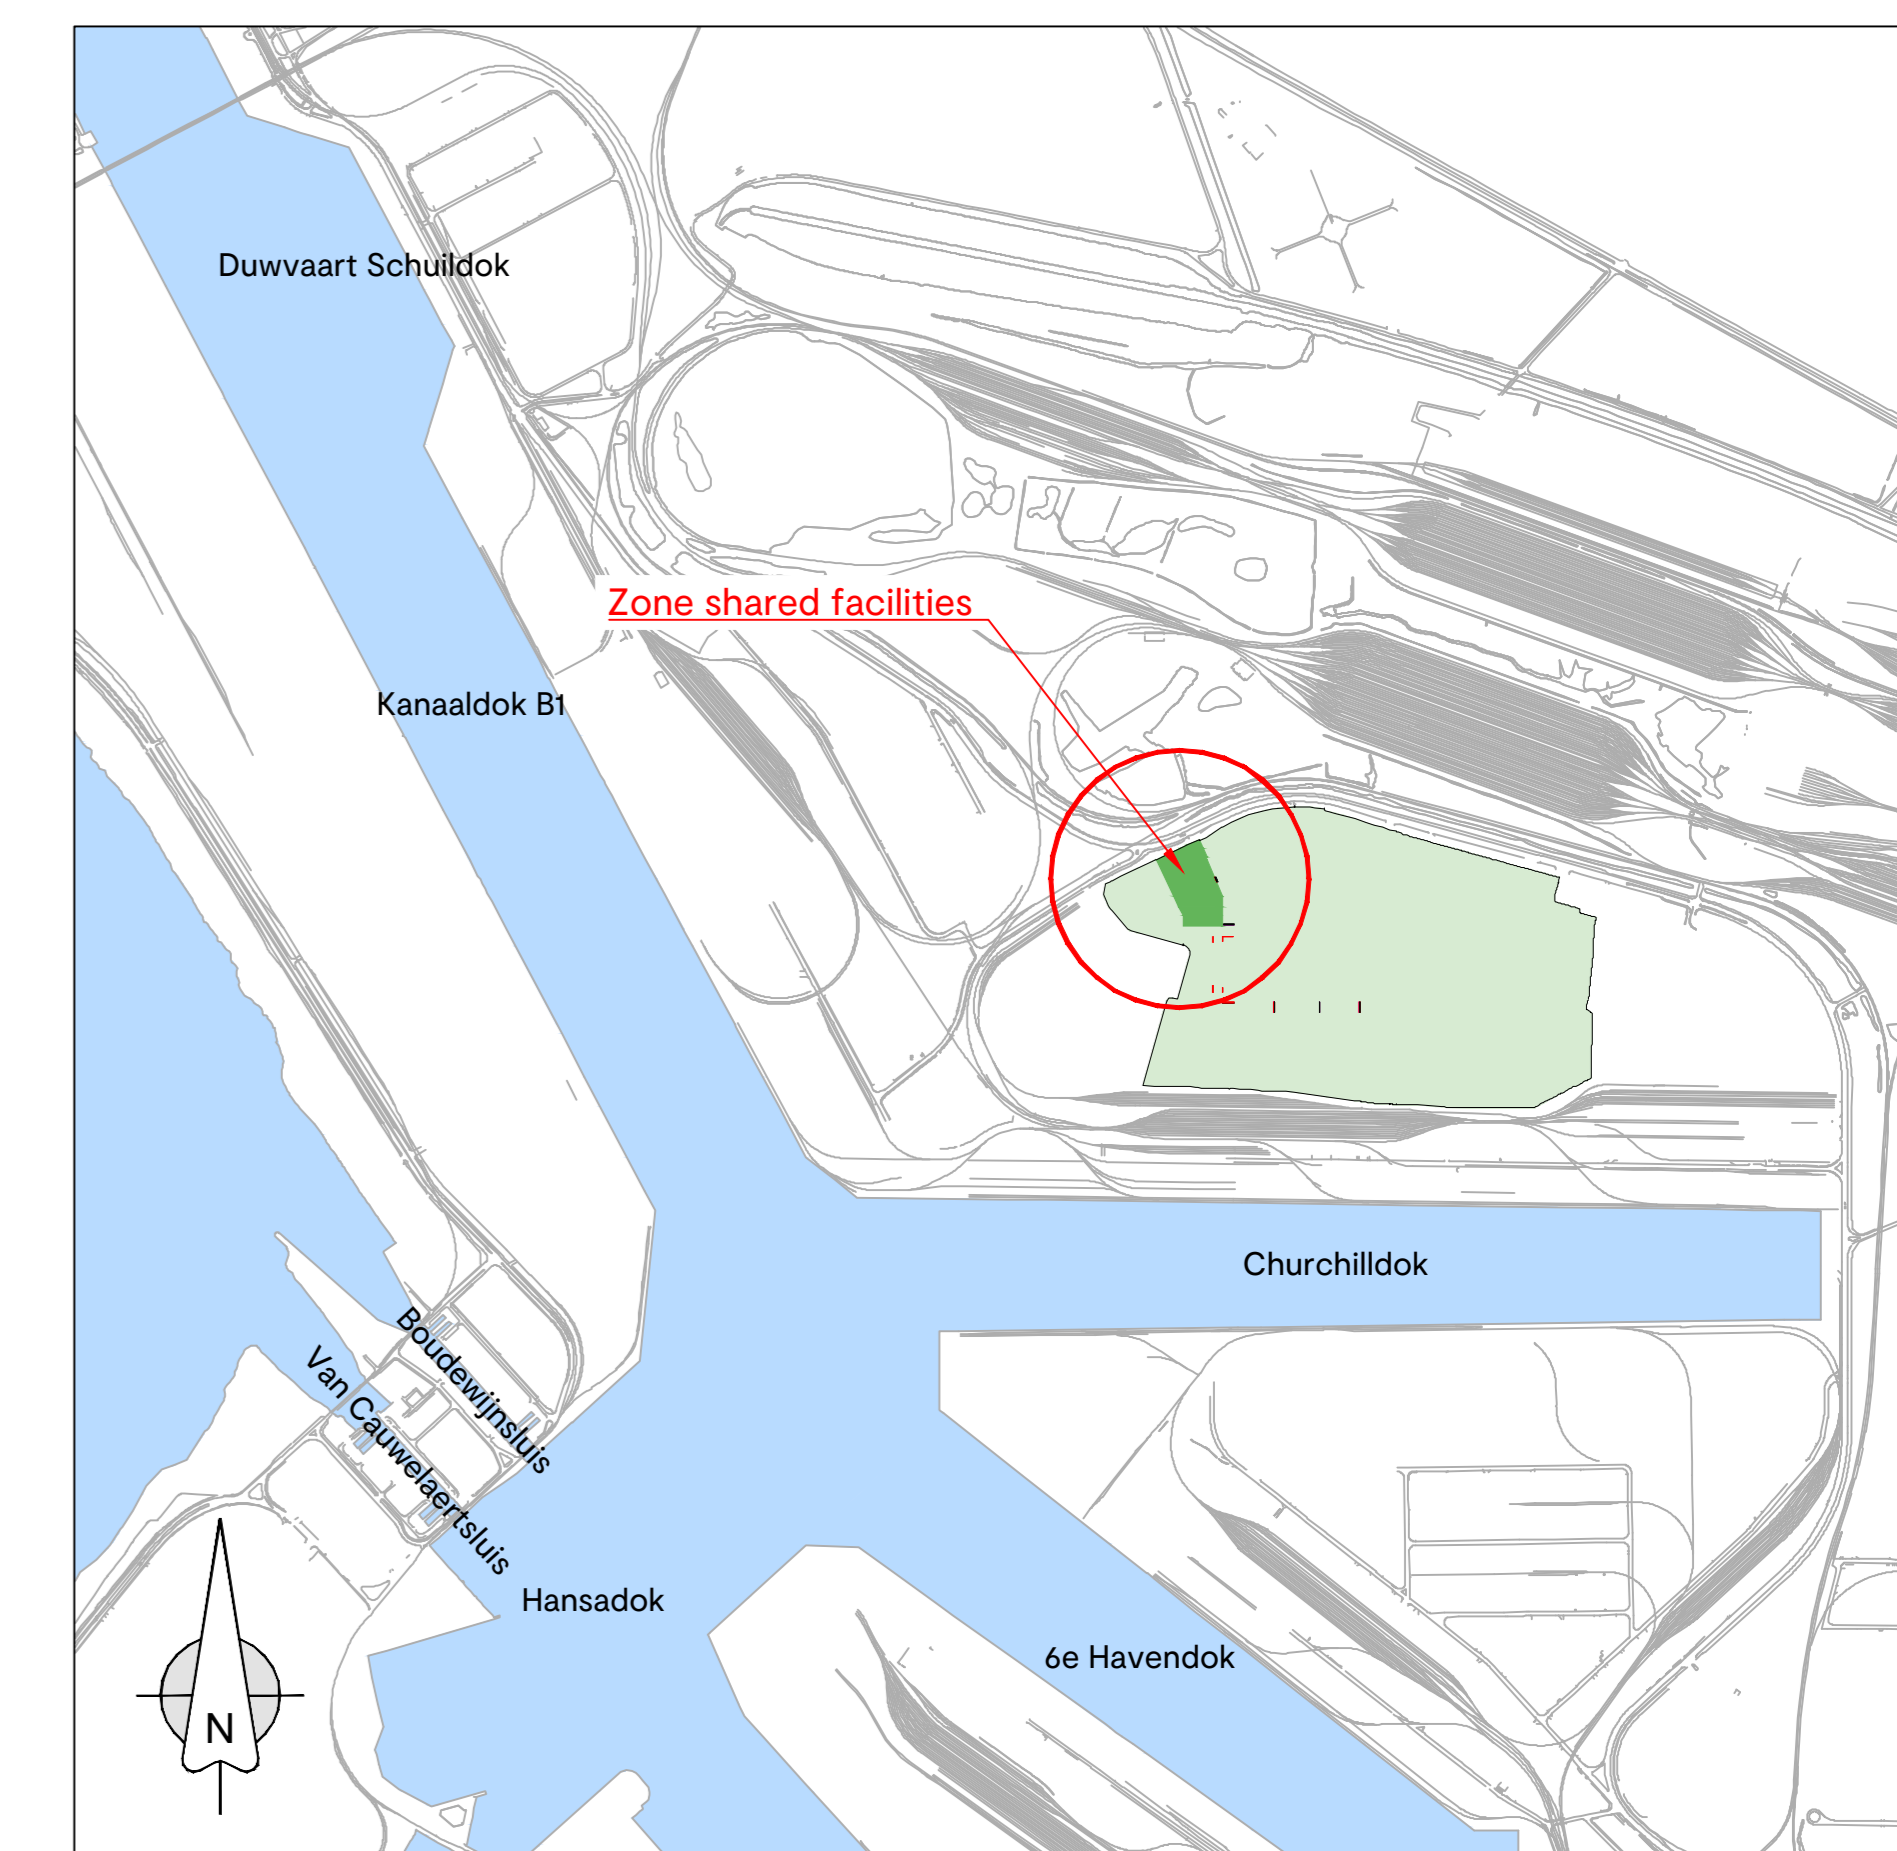 Duwvaart Schuildok
Zone shared facilities
Kanaaldok B1
Churchilldok
Boudewijnsluis
Van Cauwelaertsluis
Hansadok
6e Havendok
N